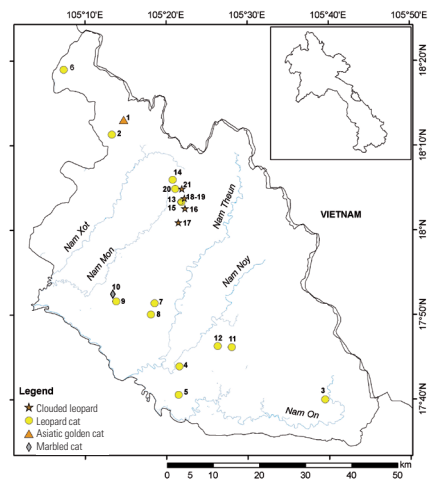 105°10'E 105°20'E 105°30'E 105°40'E 105°50'E
18°20'E
6
1
2
18°10'E
14
20 21
18-19
13
15 16
17
Nam Theun
VIETNAM
18°N
Nam Xot
Nam Mon
Nam Noy
10
9
7
8
17°50'E
12 11
4
3
5
17°40'E
Nam On
Legend
Clouded leopard
Leopard cat
Asiatic golden cat
Marbled cat
km
0 5 10 20 30 40 50